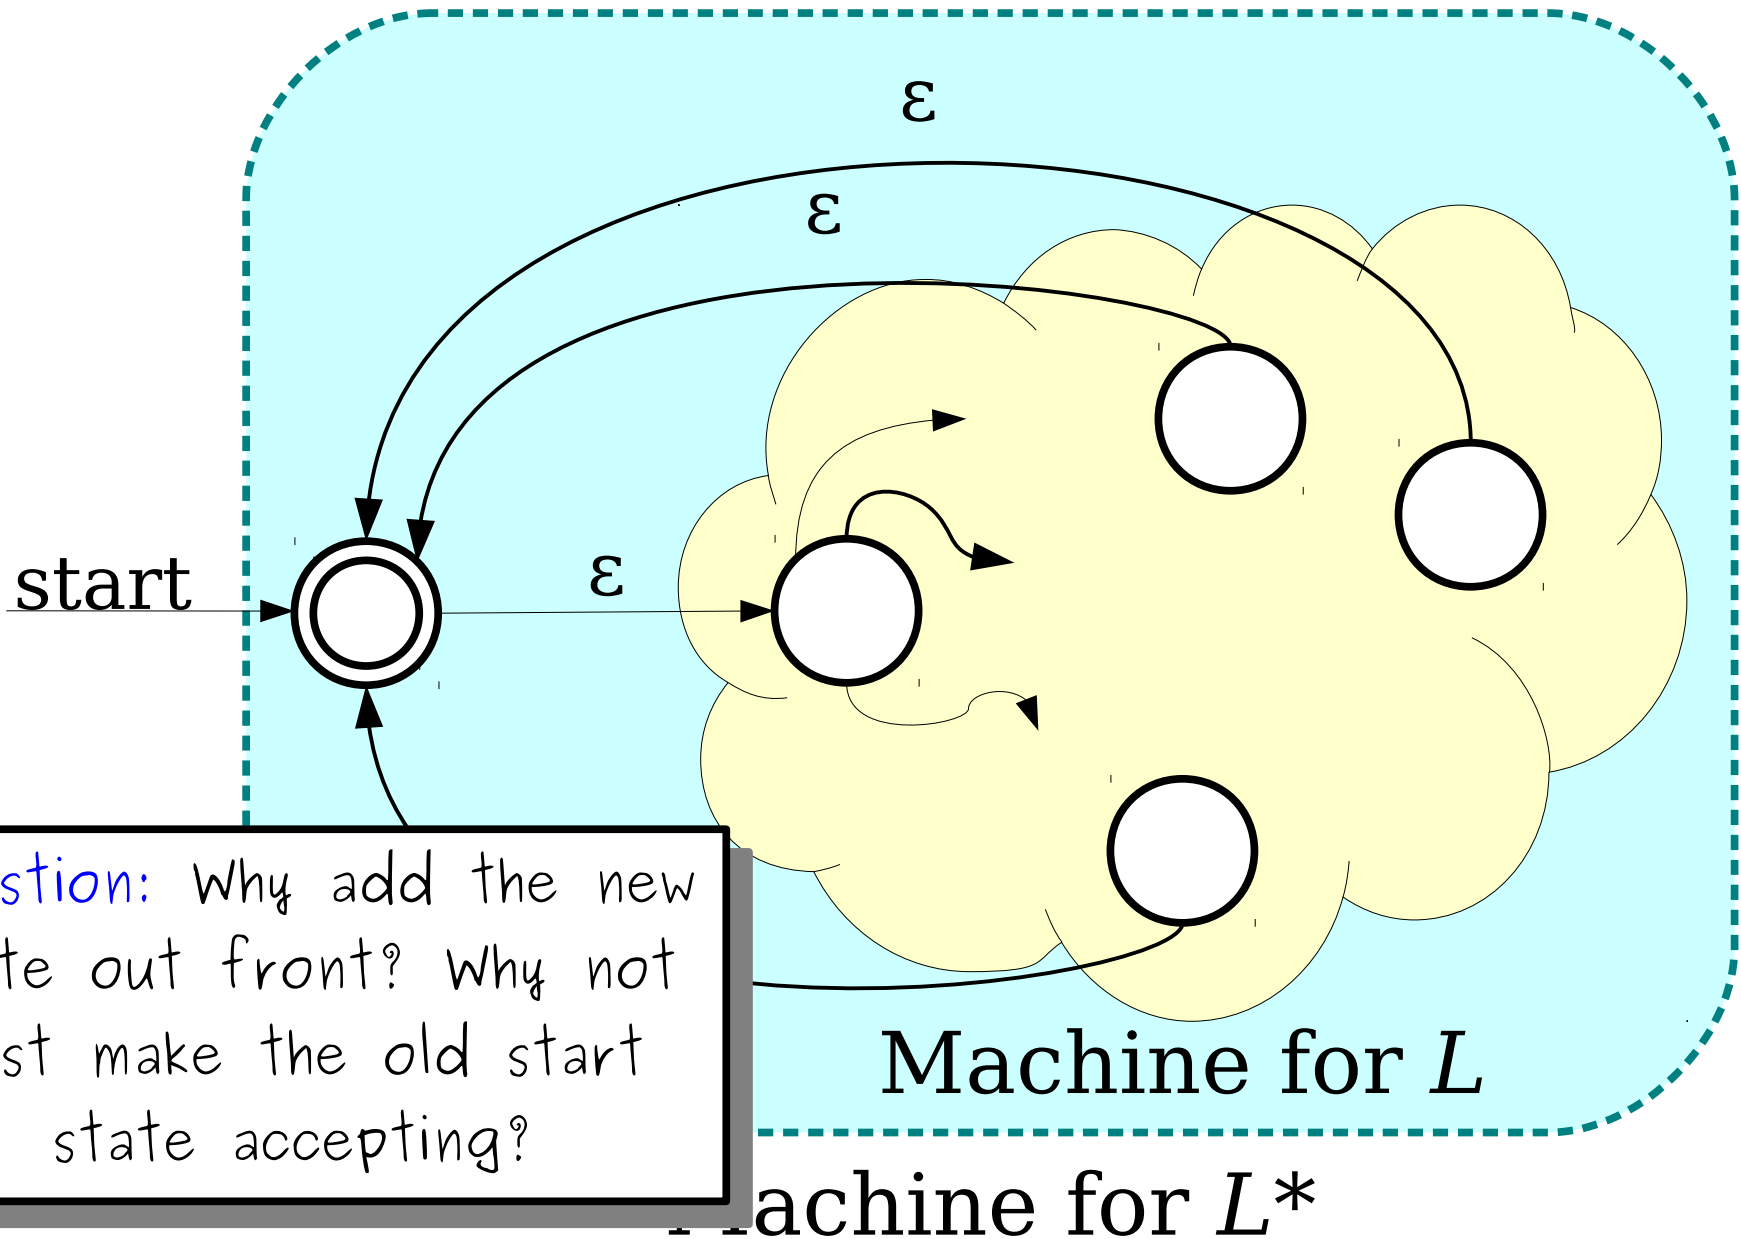 ε
ε
start
ε
stion: Why add the new
te out front? Why not
st make the old start
state accepting?
Machine for L
achine for L*